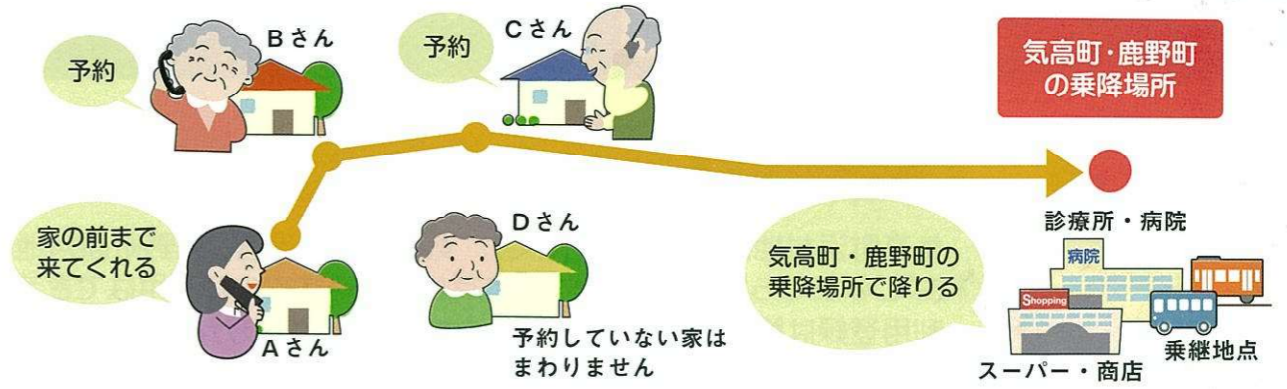 予約
Bさん
予約
Cさん
気高町・鹿野町
の乗降場所
家の前まで
来てくれる
Aさん
Dさん
予約していない家は
まわりません
気高町・鹿野町の
乗降場所で降りる
診療所・病院
病院
Shopping
スーパー・商店
乗継地点